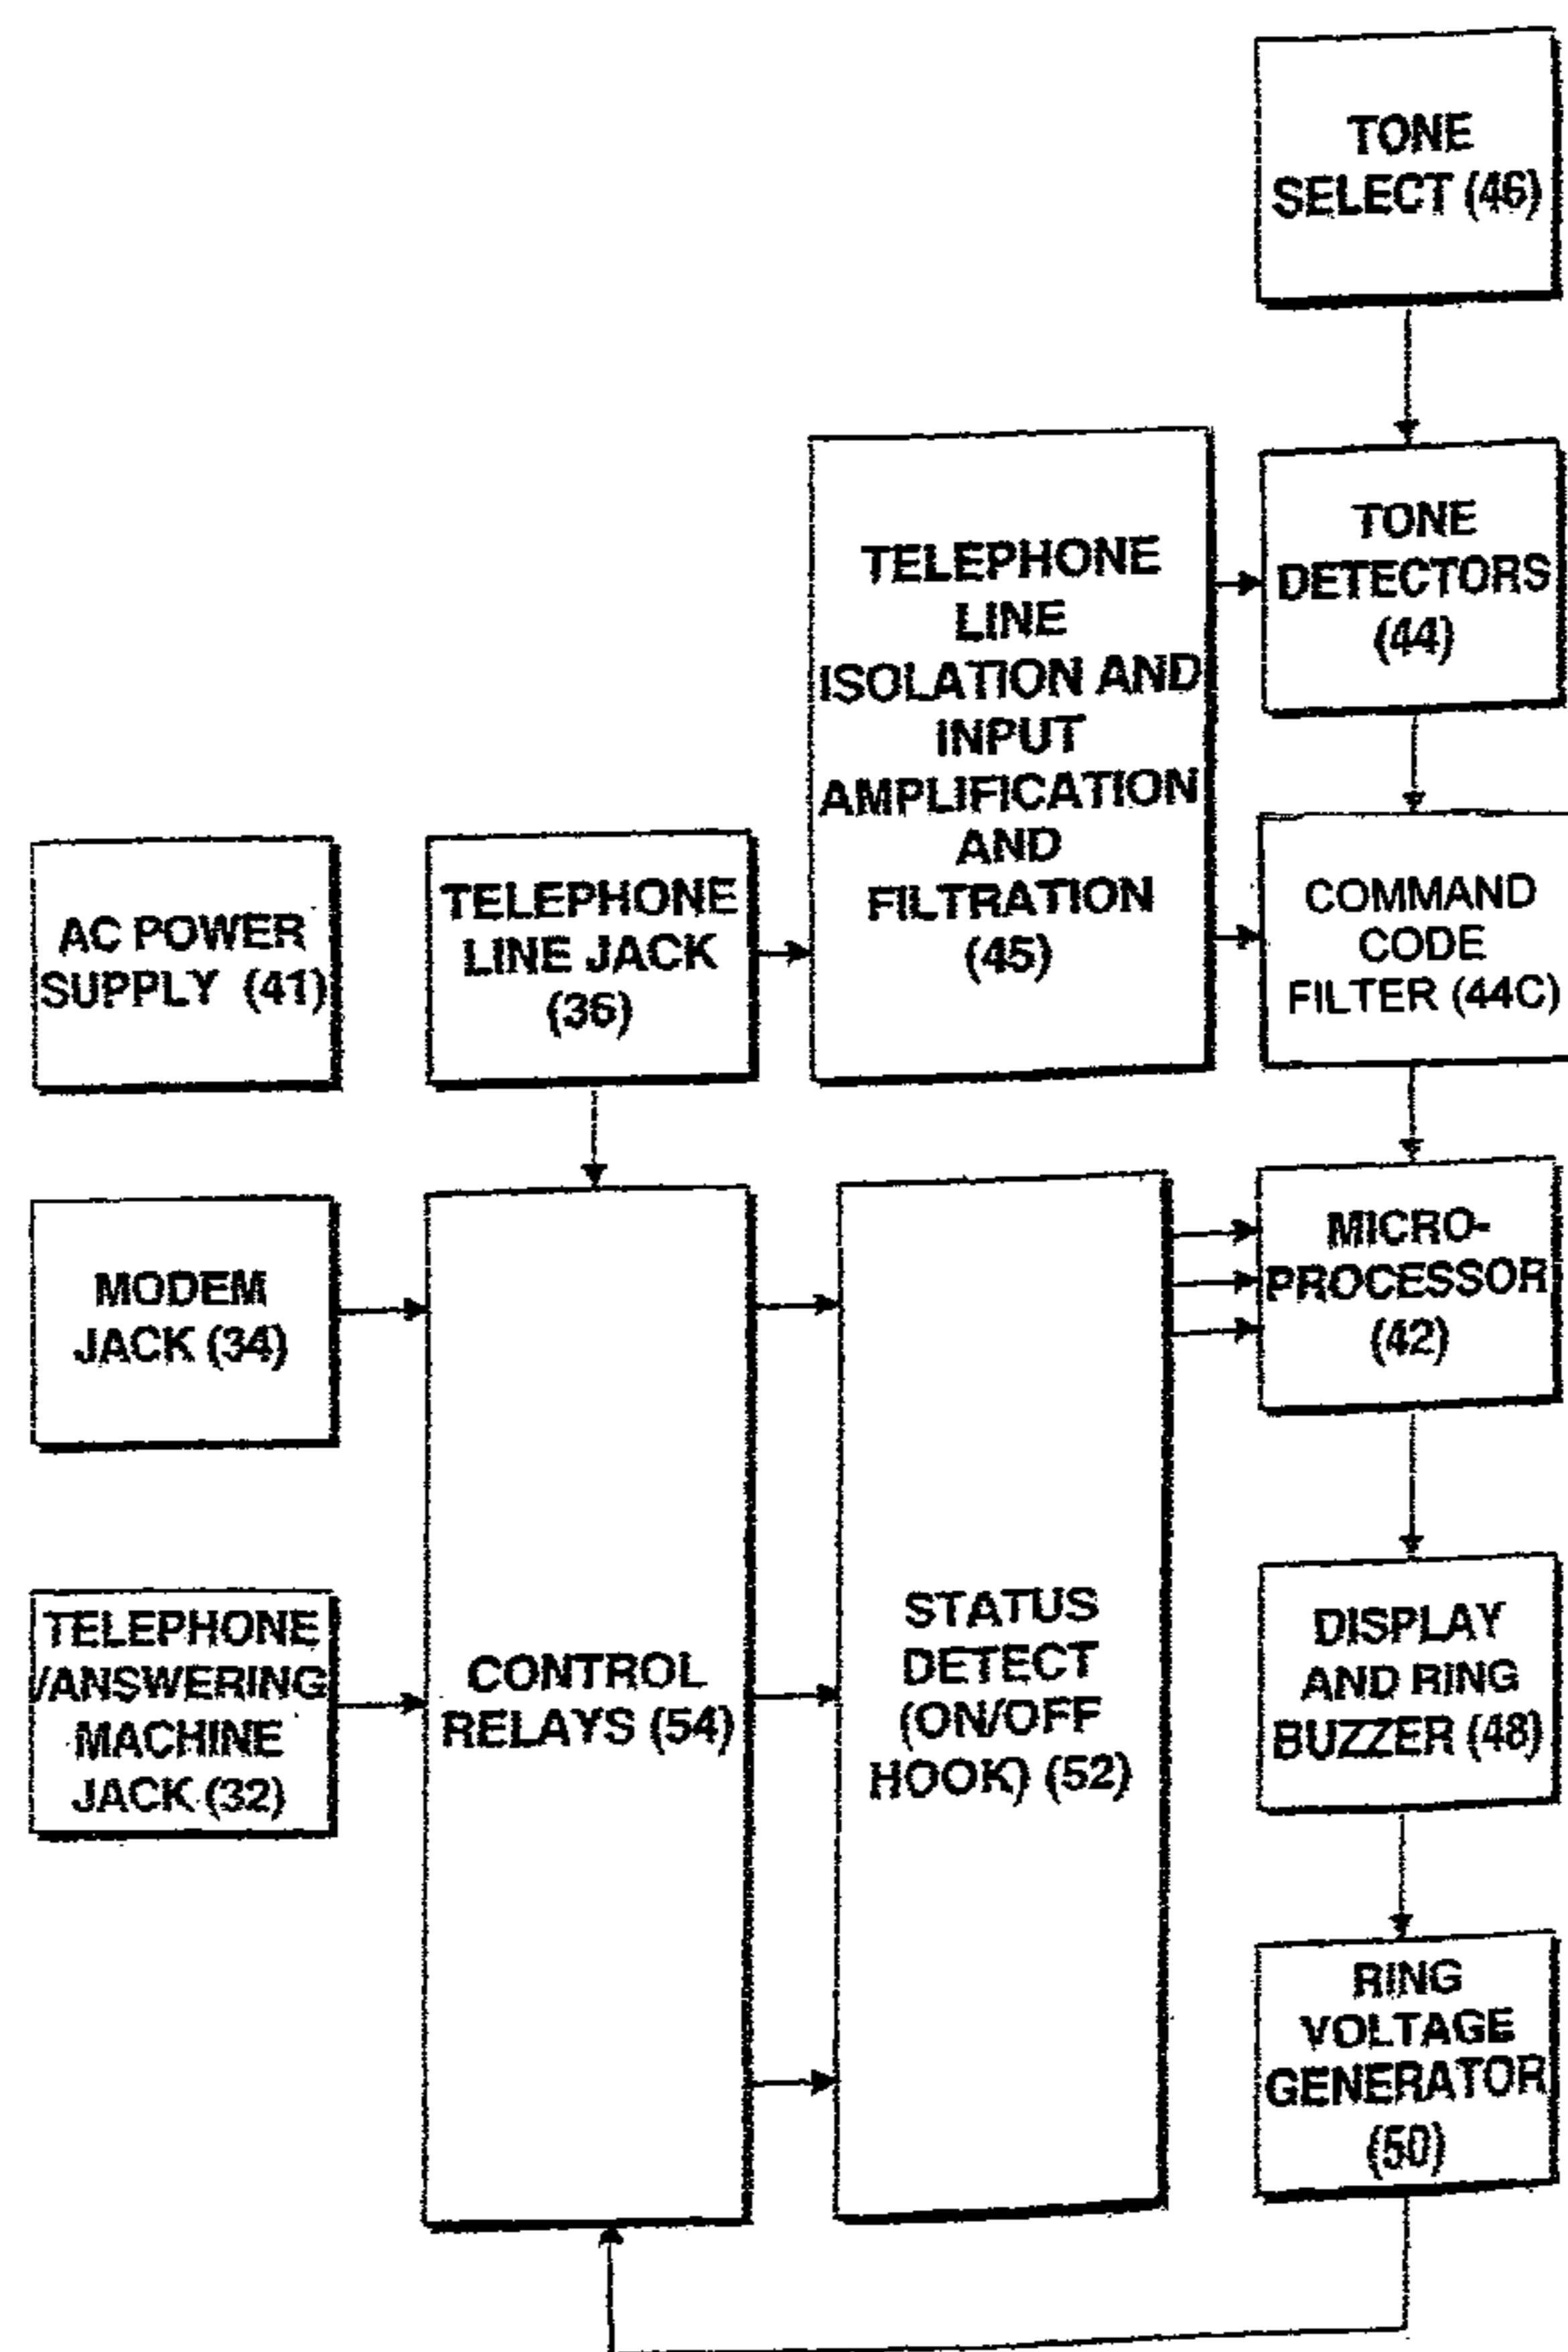 TONE
SELECT (46)
TELEPHONE
LINE
ISOLATION AND
INPUT
AMPLIFICATION
AND
FILTRATION
(45)
TONE
DETECTORS
(44)
AC POWER
SUPPLY (41)
TELEPHONE
LINE JACK
(36)
COMMAND
CODE
FILTER (44C)
MODEM
JACK (34)
MICRO-
PROCESSOR
(42)
TELEPHONE
/ANSWERING
MACHINE
JACK (32)
CONTROL
RELAYS (54)
STATUS
DETECT
(ON/OFF
HOOK) (52)
DISPLAY
AND RING
BUZZER (48)
RING
VOLTAGE
GENERATOR
(50)